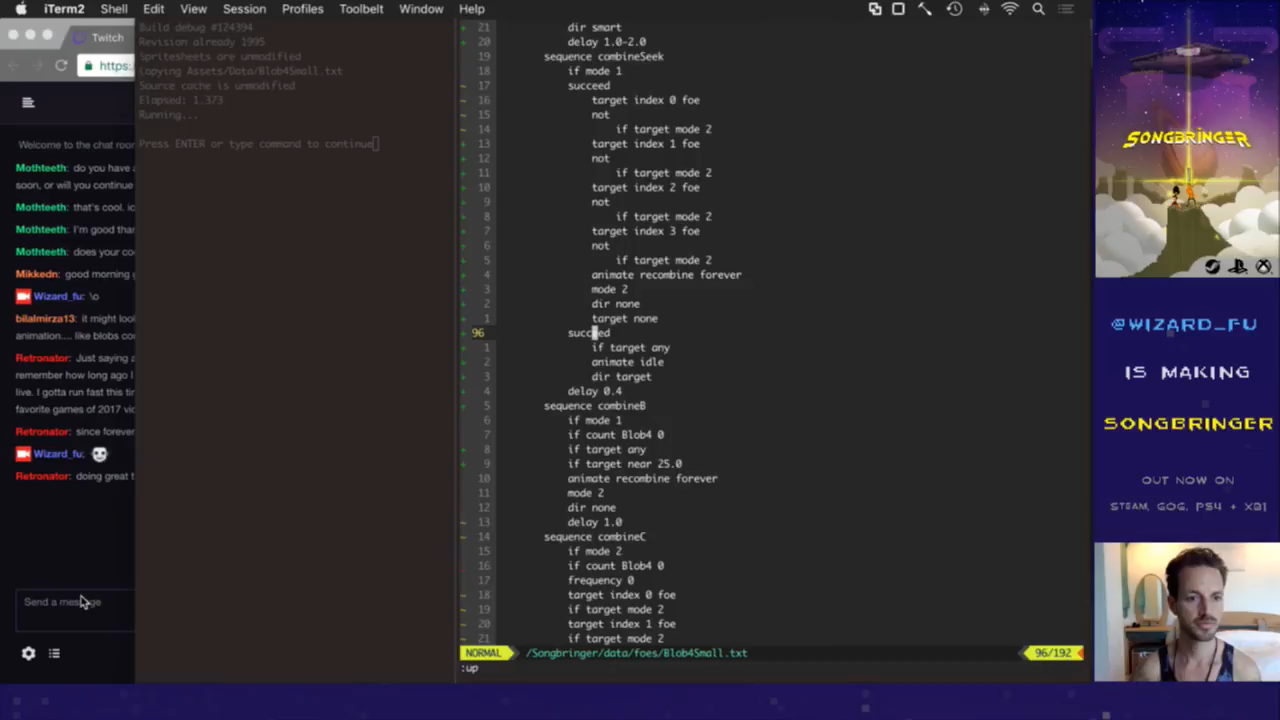 iTerm2 Shell Edit View Session Profiles Toolbelt Window Help
Twitch
https:
Welcome to the chat room
Mothteeth: do you have a
soon, or will you continue
Mothteeth: that's cool.
Mothteeth: I'm good than
Mothteeth: does your co
Mikkedn: good morning
Wizard_fu: \o
bilalmirza13: it might look
animation.... like blobs co
Retronator: Just saying
remember how long ago I
live. I gotta run fast this tim
favorite games of 2017 vi
Retronator: since forever
Wizard_fu:
Retronator: doing great t
Send a message
Build debug #124394
Revision already 1995
Spritesheets are unmodified
Copying Assets/Data/Blob4Small.txt
Source cache is unmodified
Elapsed: 1.373
Running...
Press ENTER or type command to continue
21 dir smart
20 delay 1.0-2.0
19 sequence combineSeek
18 if mode 1
~ 17 succeed
+ 16 target index 0 foe
+ 15 not
~ 14 if target mode 2
+ 13 target index 1 foe
+ 12 not
+ 11 if target mode 2
+ 10 target index 2 foe
+ 9 not
+ 8 if target mode 2
+ 7 target index 3 foe
+ 6 not
+ 5 if target mode 2
+ 4 animate recombine forever
+ 3 mode 2
+ 2 dir none
+ 1 target none
+ 96 succeed
+ 1 if target any
+ 2 animate idle
+ 3 dir target
+ 4 delay 0.4
+ 5 sequence combineB
6 if mode 1
7 if count Blob4 0
+ 8 if target any
+ 9 if target near 25.0
10 animate recombine forever
11 mode 2
12 dir none
~ 13 delay 1.0
~ 14 sequence combineC
15 if mode 2
16 if count Blob4 0
17 frequency 0
~ 18 target index 0 foe
~ 19 if target mode 2
~ 20 target index 1 foe
~ 21 if target mode 2
NORMAL /Songbringer/data/foes/Blob4Small.txt 96/192
:up
SONGBRINGER
@WIZARD_FU
IS MAKING
SONGBRINGER
OUT NOW ON
STEAM, GOG, PS4 + XB1